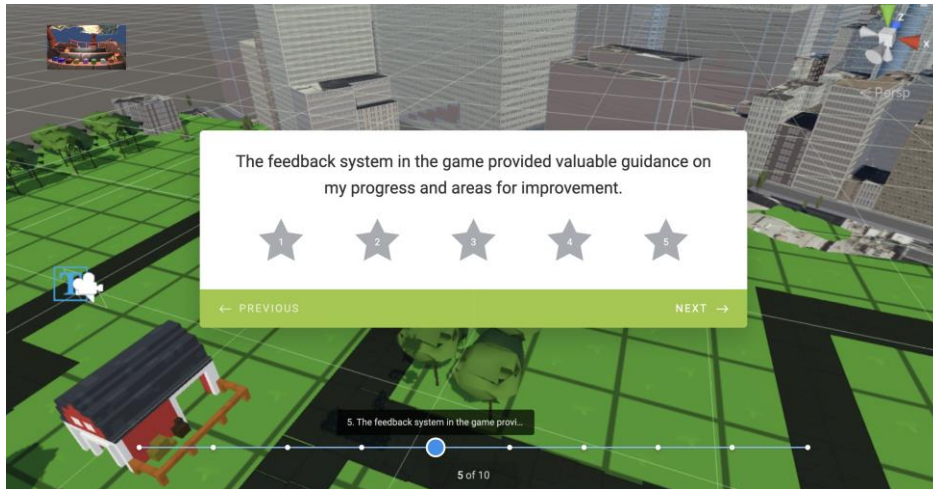 z
x
< Persp
The feedback system in the game provided valuable guidance on
my progress and areas for improvement.
1 2 3 4 5
T
← PREVIOUS NEXT →
5. The feedback system in the game provi...
5 of 10